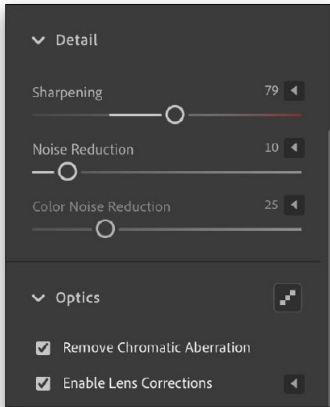 Detail
Sharpening 79
Noise Reduction 10
Color Noise Reduction 25
Optics
Remove Chromatic Aberration
Enable Lens Corrections